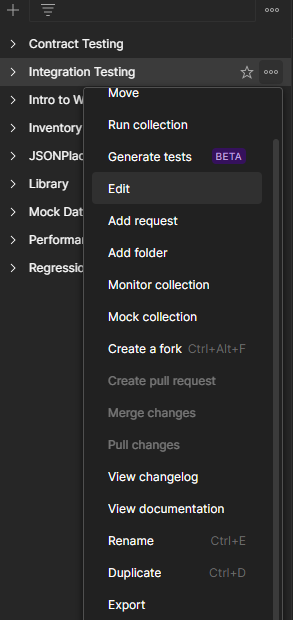 Contract Testing
Integration Testing
Move
Intro to W
Run collection
Inventory
Generate tests BETA
JSONPlac
Edit
Library
Add request
Mock Dat
Add folder
Performa
Regressio
Monitor collection
Mock collection
Create a fork Ctrl+Alt+F
Create pull request
Merge changes
Pull changes
View changelog
View documentation
Rename Ctrl+E
Duplicate Ctrl+D
Export